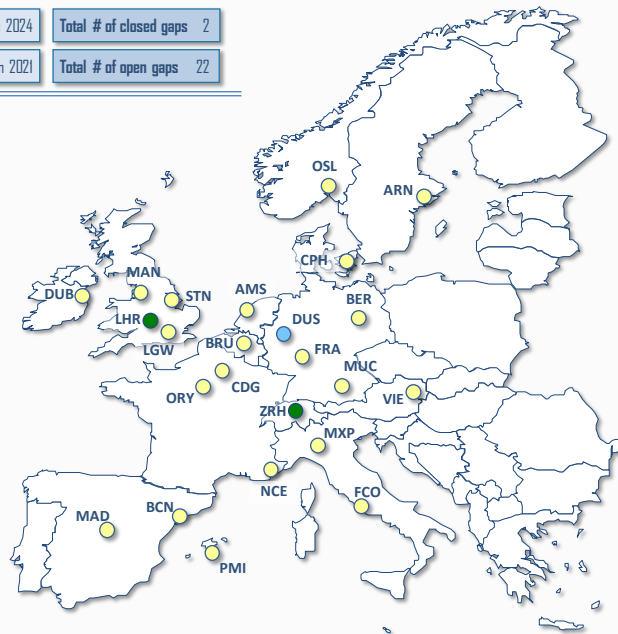 2024 Total # of closed gaps 2
2021 Total # of open gaps 22
OSL
ARN
CPH
MAN
DUB
STN
AMS
BER
LHR
DUS
LGW
BRU
FRA
MUC
CDG
ORY
VIE
ZRH
MXP
NCE
FCO
BCN
MAD
PMI